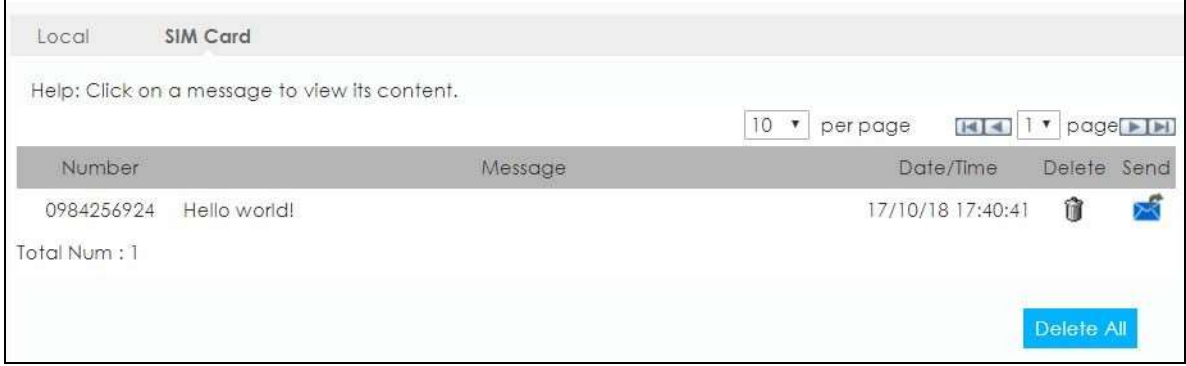 Local SIM Card
Help: Click on a message to view its content.
10 per page 1 page
Number Message Date/Time Delete Send
0984256924 Hello world! 17/10/18 17:40:41
Total Num : 1
Delete All